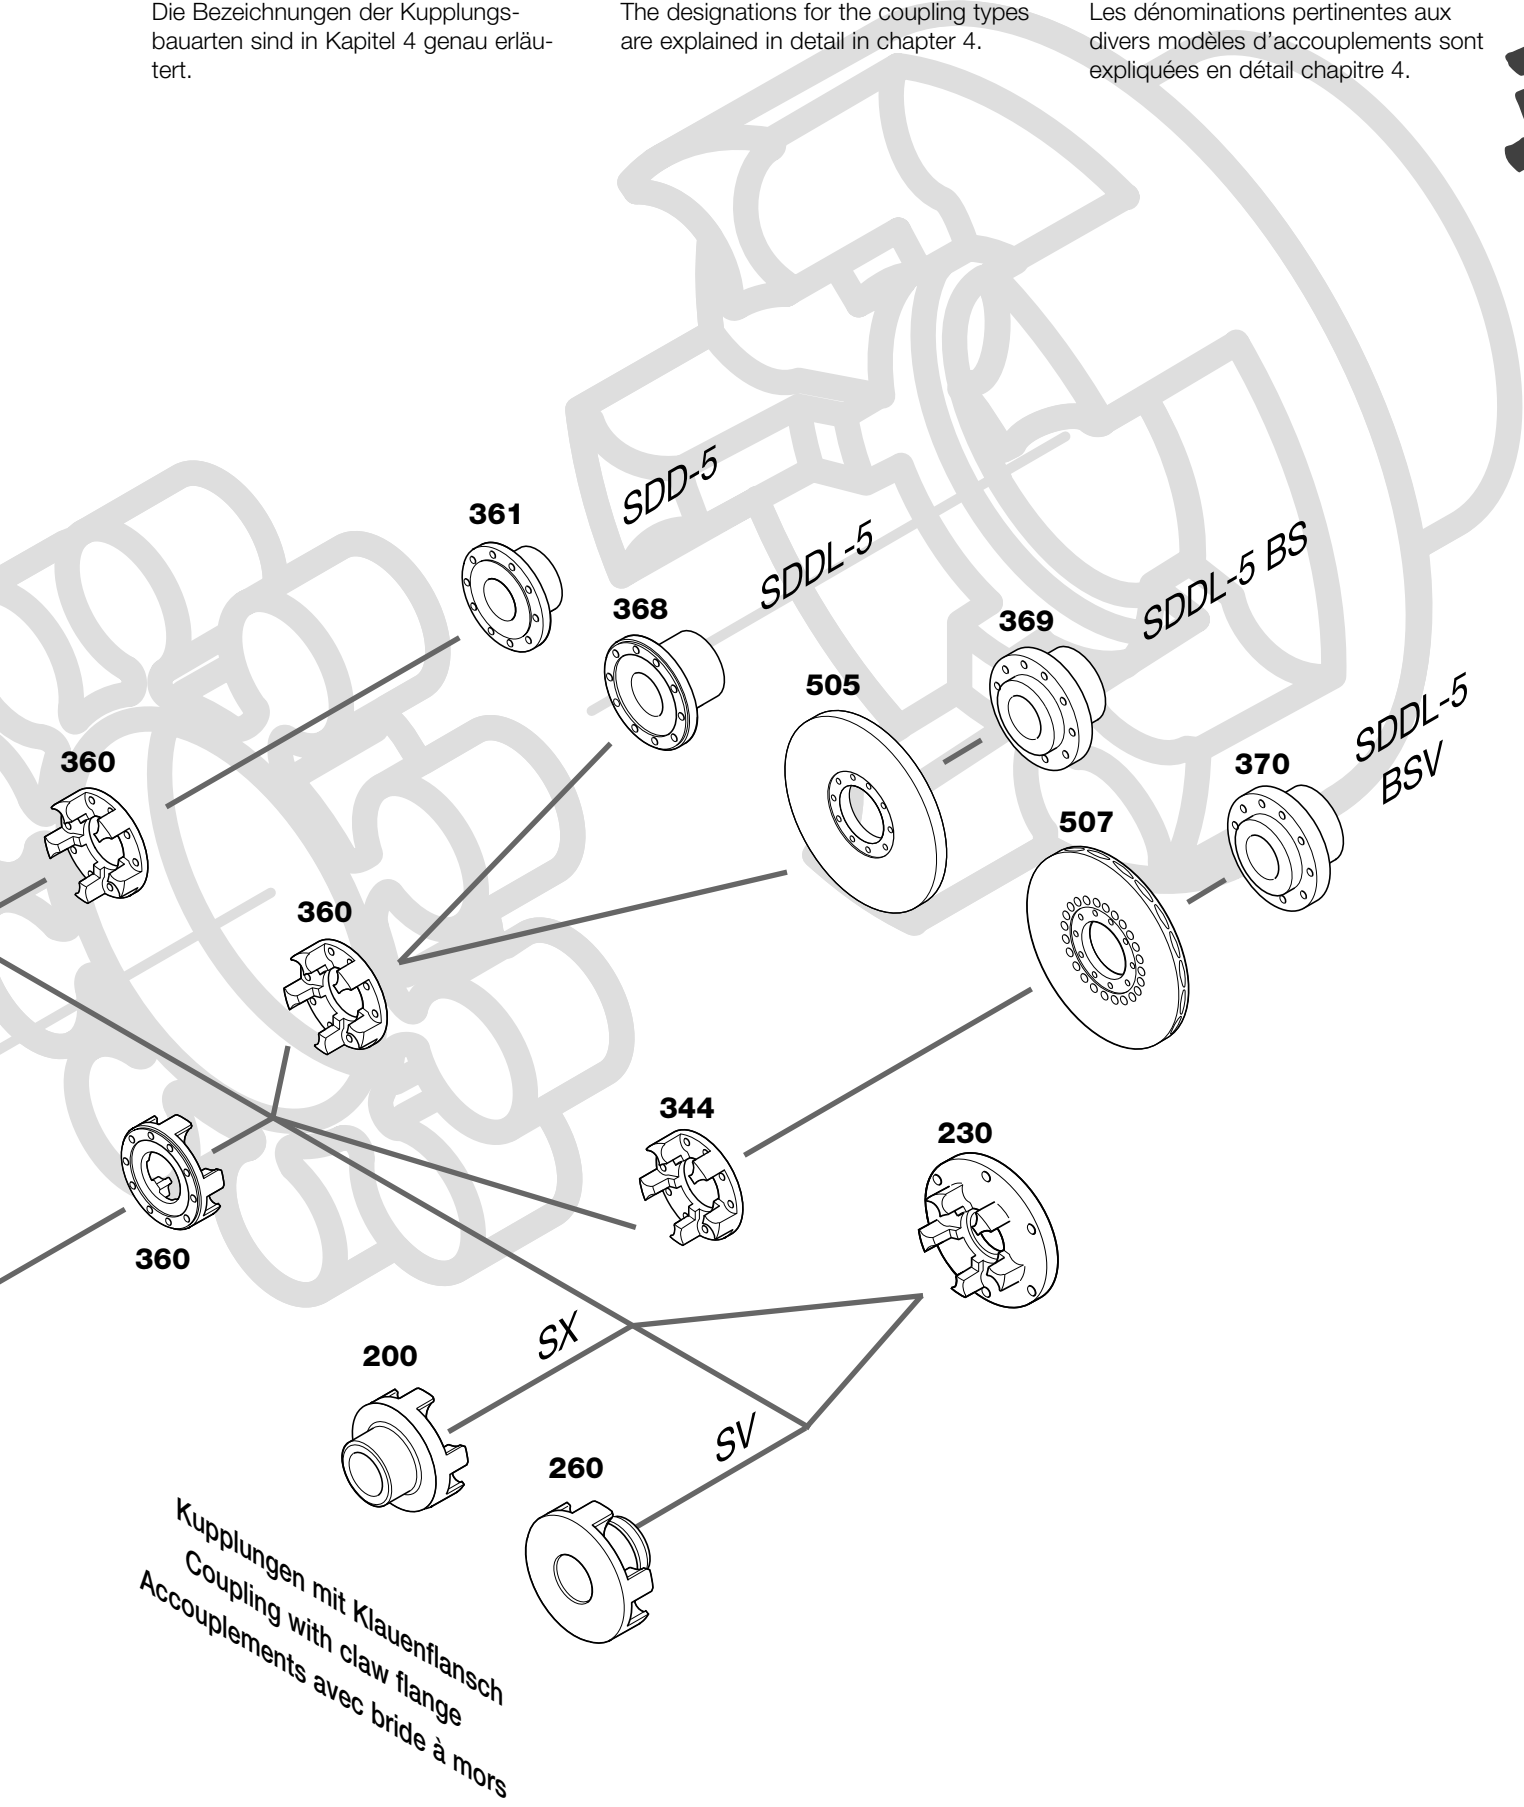 Die Bezeichnungen der Kupplungs-
bauarten sind in Kapitel 4 genau erläu-
tert.
The designations for the coupling types
are explained in detail in chapter 4.
Les dénominations pertinentes aux
divers modèles d’accouplements sont
expliquées en détail chapitre 4.
SDD-5
361
SDDL-5
368
SDDL-5 BS
369
505
SDDL-5
BSV
370
360
507
360
344
230
360
SX
200
SV
260
Kupplungen mit Klauenflansch
Coupling with claw flange
Accouplements avec bride à mors